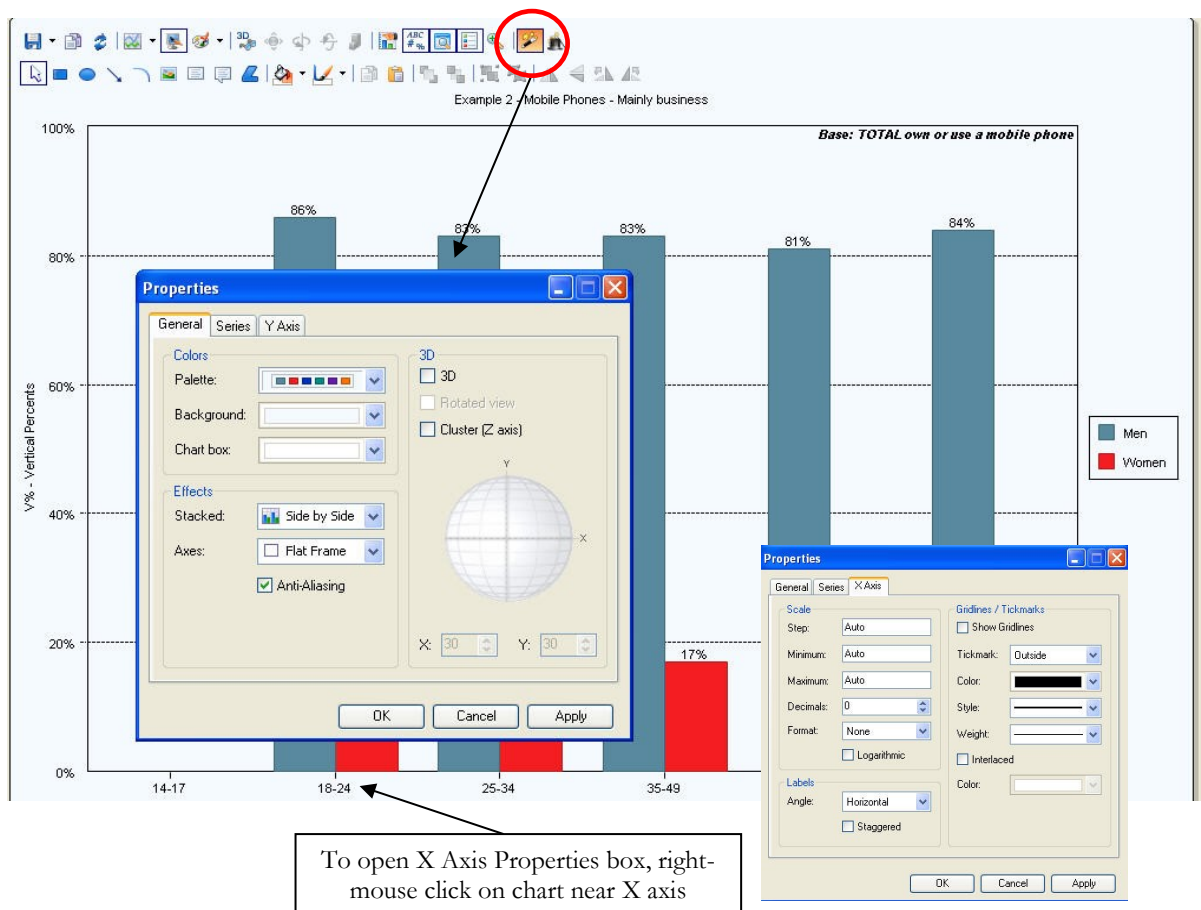 3D
ABC
#%
Example 2 - Mobile Phones - Mainly business
Base: TOTAL own or use a mobile phone
100%
80%
60%
40%
20%
0%
V% - Vertical Percents
86%
83%
83%
81%
84%
17%
14-17
18-24
25-34
35-49
Men
Women
Properties
General Series Y Axis
Colors
Palette:
Background:
Chart box:
Effects
Stacked: Side by Side
Axes: Flat Frame
Anti-Aliasing
3D
3D
Rotated view
Cluster (Z axis)
Y
X
X: 30 Y: 30
OK Cancel Apply
Properties
General Series X Axis
Scale
Step: Auto
Minimum: Auto
Maximum: Auto
Decimals: 0
Format: None
Logarithmic
Labels
Angle: Horizontal
Staggered
Gridlines / Tickmarks
Show Gridlines
Tickmark: Outside
Color:
Style:
Weight:
Interlaced
Color:
OK Cancel Apply
To open X Axis Properties box, right-
mouse click on chart near X axis